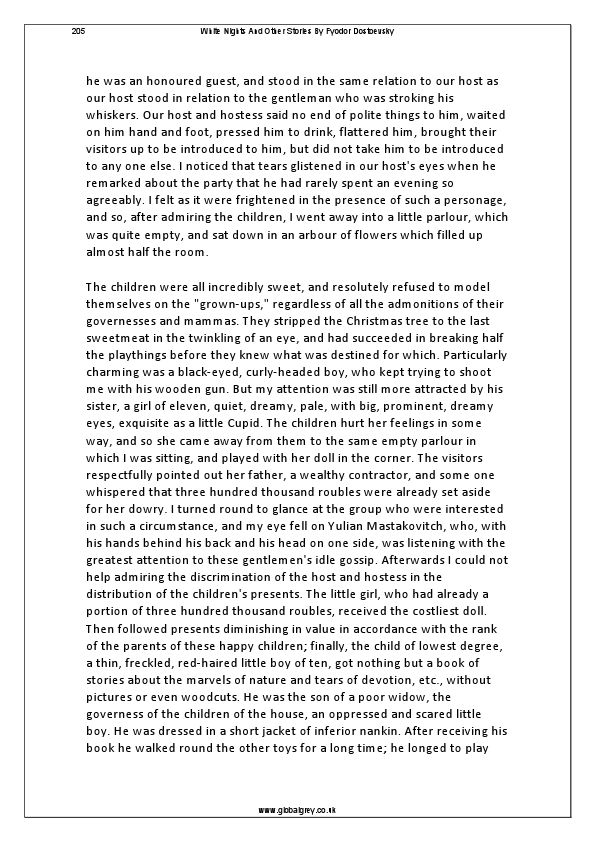 205 White Nights And Other Stories By Fyodor Dostoevsky
he was an honoured guest, and stood in the same relation to our host as
our host stood in relation to the gentleman who was stroking his
whiskers. Our host and hostess said no end of polite things to him, waited
on him hand and foot, pressed him to drink, flattered him, brought their
visitors up to be introduced to him, but did not take him to be introduced
to any one else. I noticed that tears glistened in our host's eyes when he
remarked about the party that he had rarely spent an evening so
agreeably. I felt as it were frightened in the presence of such a personage,
and so, after admiring the children, I went away into a little parlour, which
was quite empty, and sat down in an arbour of flowers which filled up
almost half the room.
The children were all incredibly sweet, and resolutely refused to model
themselves on the "grown-ups," regardless of all the admonitions of their
governesses and mammas. They stripped the Christmas tree to the last
sweetmeat in the twinkling of an eye, and had succeeded in breaking half
the playthings before they knew what was destined for which. Particularly
charming was a black-eyed, curly-headed boy, who kept trying to shoot
me with his wooden gun. But my attention was still more attracted by his
sister, a girl of eleven, quiet, dreamy, pale, with big, prominent, dreamy
eyes, exquisite as a little Cupid. The children hurt her feelings in some
way, and so she came away from them to the same empty parlour in
which I was sitting, and played with her doll in the corner. The visitors
respectfully pointed out her father, a wealthy contractor, and some one
whispered that three hundred thousand roubles were already set aside
for her dowry. I turned round to glance at the group who were interested
in such a circumstance, and my eye fell on Yulian Mastakovitch, who, with
his hands behind his back and his head on one side, was listening with the
greatest attention to these gentlemen's idle gossip. Afterwards I could not
help admiring the discrimination of the host and hostess in the
distribution of the children's presents. The little girl, who had already a
portion of three hundred thousand roubles, received the costliest doll.
Then followed presents diminishing in value in accordance with the rank
of the parents of these happy children; finally, the child of lowest degree,
a thin, freckled, red-haired little boy of ten, got nothing but a book of
stories about the marvels of nature and tears of devotion, etc., without
pictures or even woodcuts. He was the son of a poor widow, the
governess of the children of the house, an oppressed and scared little
boy. He was dressed in a short jacket of inferior nankin. After receiving his
book he walked round the other toys for a long time; he longed to play
www.globalgrey.co.uk